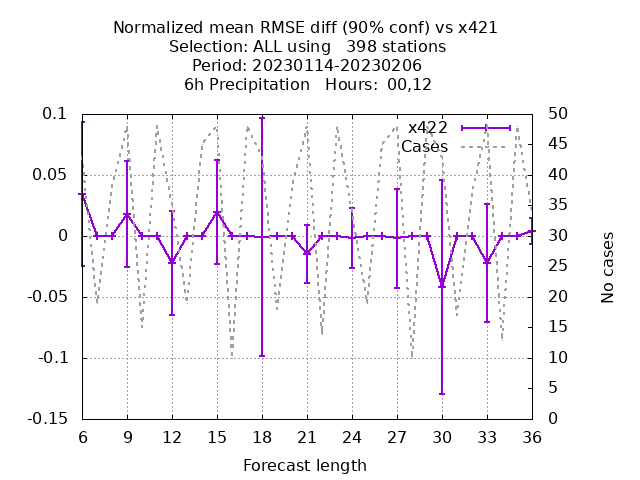 Normalized mean RMSE diff (90% conf) vs x421
Selection: ALL using   398 stations
Period: 20230114-20230206
6h Precipitation   Hours:  00,12
0.1
0.05
0
-0.05
-0.1
-0.15
x422
Cases
50
45
40
35
30
25
20
15
10
5
0
No cases
6 9 12 15 18 21 24 27 30 33 36
Forecast length